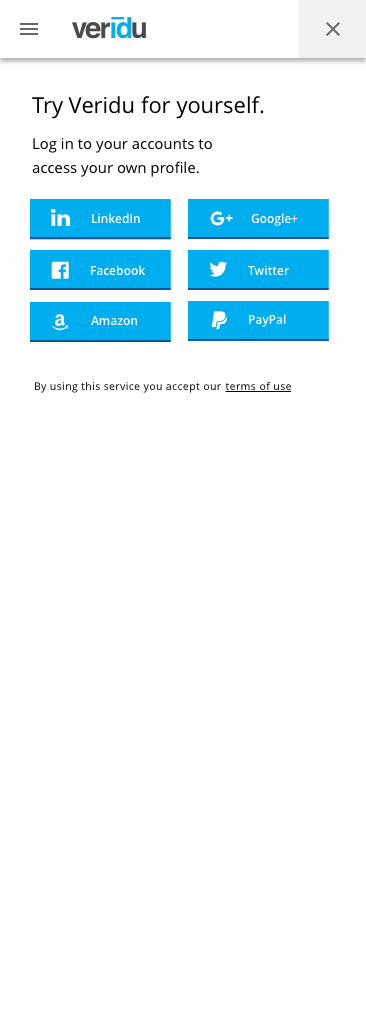 veridu
Try Veridu for yourself.
Log in to your accounts to
access your own profile.
LinkedIn
Google+
Facebook
Twitter
Amazon
PayPal
By using this service you accept our terms of use